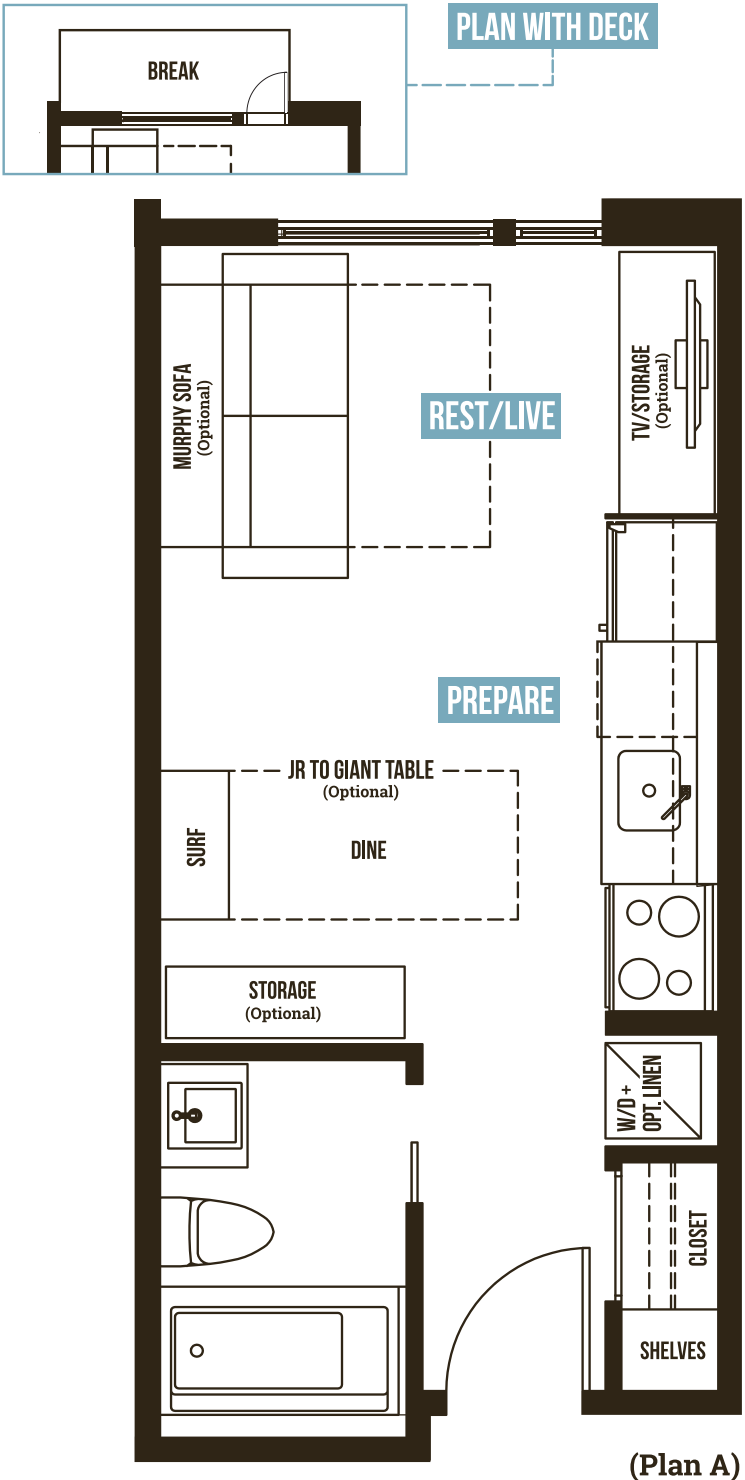 PLAN WITH DECK
BREAK
MURPHY SOFA
(Optional)
REST/LIVE
TV/STORAGE
(Optional)
PREPARE
JR TO GIANT TABLE
(Optional)
SURF
DINE
STORAGE
(Optional)
W/D +
OPT. LINEN
CLOSET
SHELVES
(Plan A)